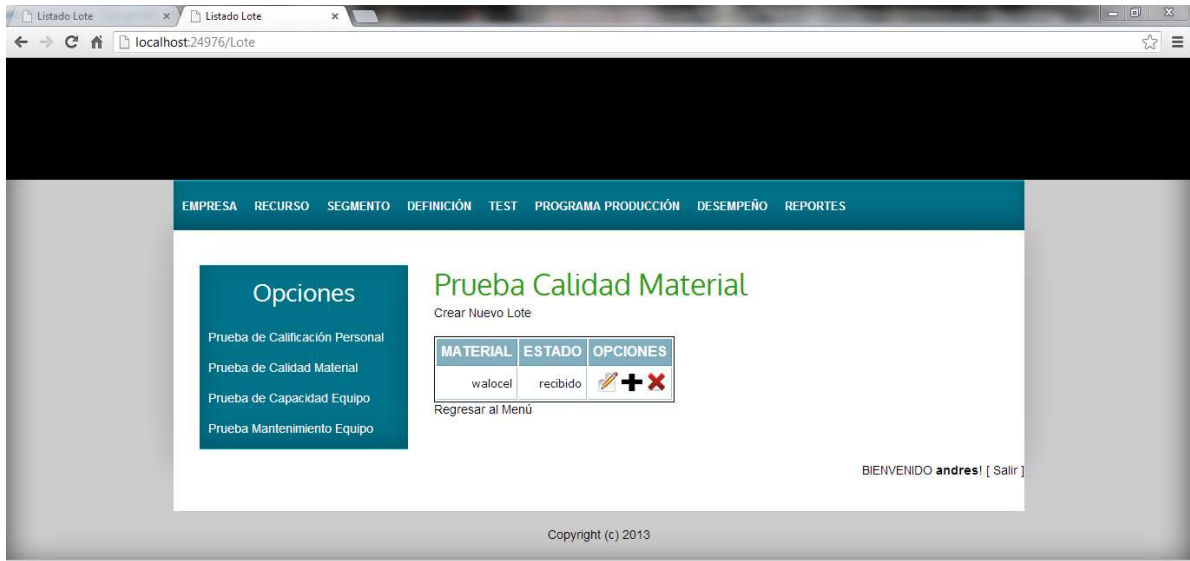 Listado Lote
Listado Lote
localhost:24976/Lote
EMPRESA RECURSO SEGMENTO DEFINICIÓN TEST PROGRAMA PRODUCCIÓN DESEMPEÑO REPORTES
Opciones
Prueba de Calificación Personal
Prueba de Calidad Material
Prueba de Capacidad Equipo
Prueba Mantenimiento Equipo
Prueba Calidad Material
Crear Nuevo Lote
MATERIAL ESTADO OPCIONES
walocel recibido
Regresar al Menú
BIENVENIDO andres! [ Salir ]
Copyright (c) 2013